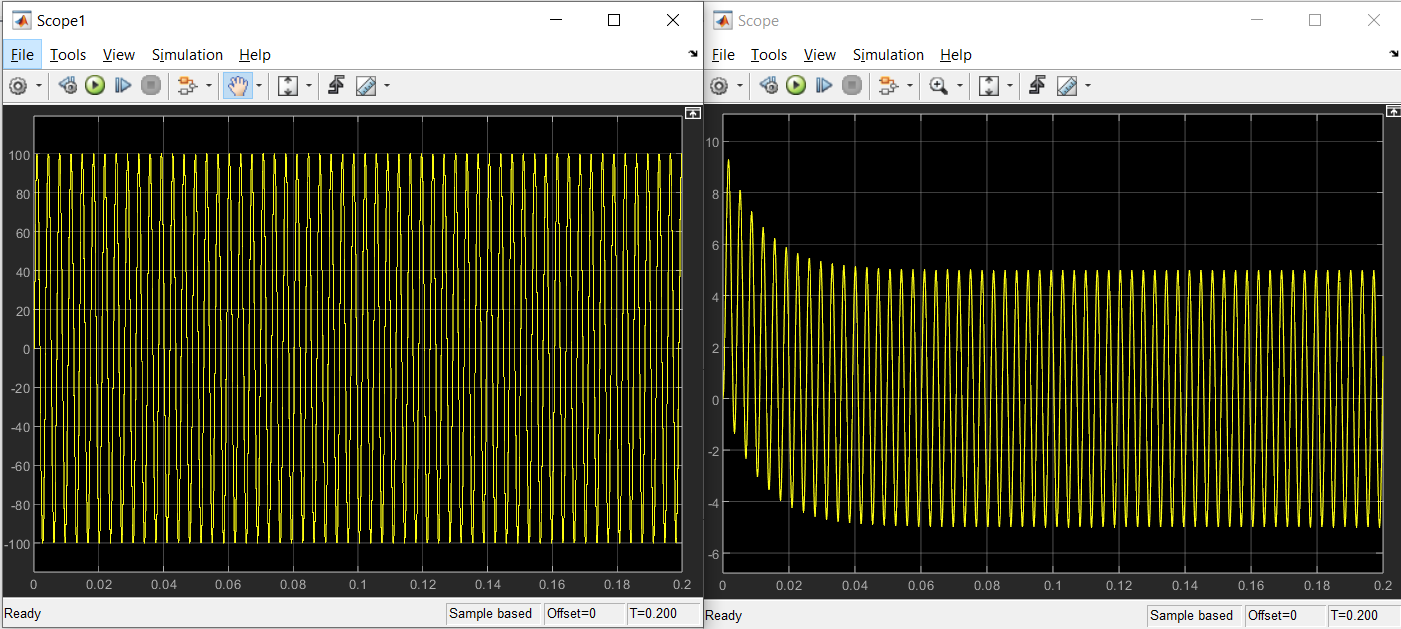 Scope1
File Tools View Simulation Help
100
80
60
40
20
0
-20
-40
-60
-80
-100
0 0.02 0.04 0.06 0.08 0.1 0.12 0.14 0.16 0.18 0.2
Ready Sample based Offset=0 T=0.200
Scope
File Tools View Simulation Help
10
8
6
4
2
0
-2
-4
-6
0 0.02 0.04 0.06 0.08 0.1 0.12 0.14 0.16 0.18 0.2
Ready Sample based Offset=0 T=0.200